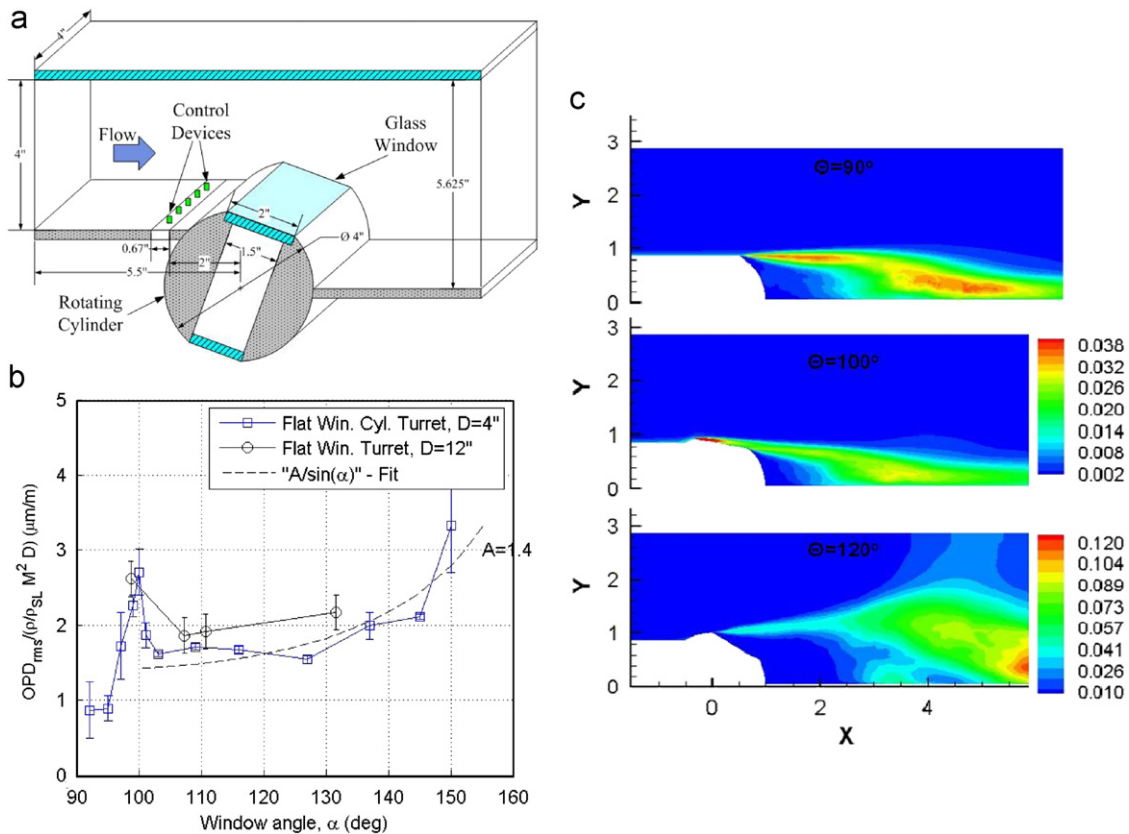 a
4"
4"
Flow
Control
Devices
Glass
Window
5.625"
2"
0.67"
2"
1.5"
Ø 4"
5.5"
Rotating
Cylinder
b
5
4
3
2
1
0
OPDrms/(ρ/ρSL M² D) (μm/m)
Flat Win. Cyl. Turret, D=4"
Flat Win. Turret, D=12"
"A/sin(α)" - Fit
A=1.4
90 100 110 120 130 140 150 160
Window angle, α (deg)
c
Θ=90°
3
2
1
0
Y
Θ=100°
3
2
1
0
Y
0.038
0.032
0.026
0.020
0.014
0.008
0.002
Θ=120°
3
2
1
0
Y
0.120
0.104
0.089
0.073
0.057
0.041
0.026
0.010
0 2 4
X